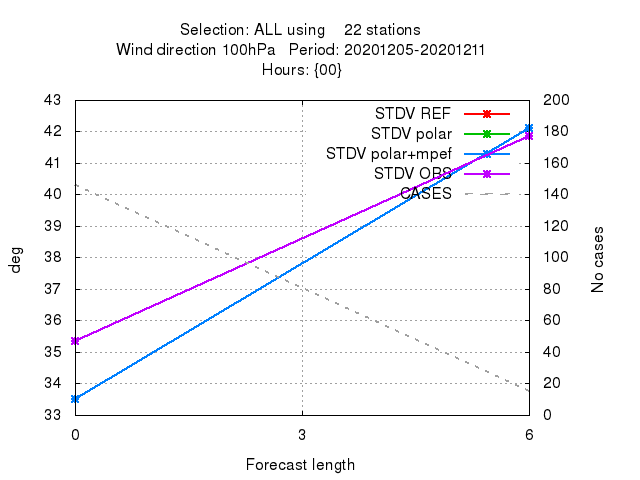 Selection: ALL using 22 stations
Wind direction 100hPa Period: 20201205-20201211
Hours: {00}
43 200
42 180
41 160
40 140
39 120
38 100
37 80
36 60
35 40
34 20
33 0
STDV REF
STDV polar
STDV polar+mpef
STDV OBS
CASES
deg
No cases
0 3 6
Forecast length